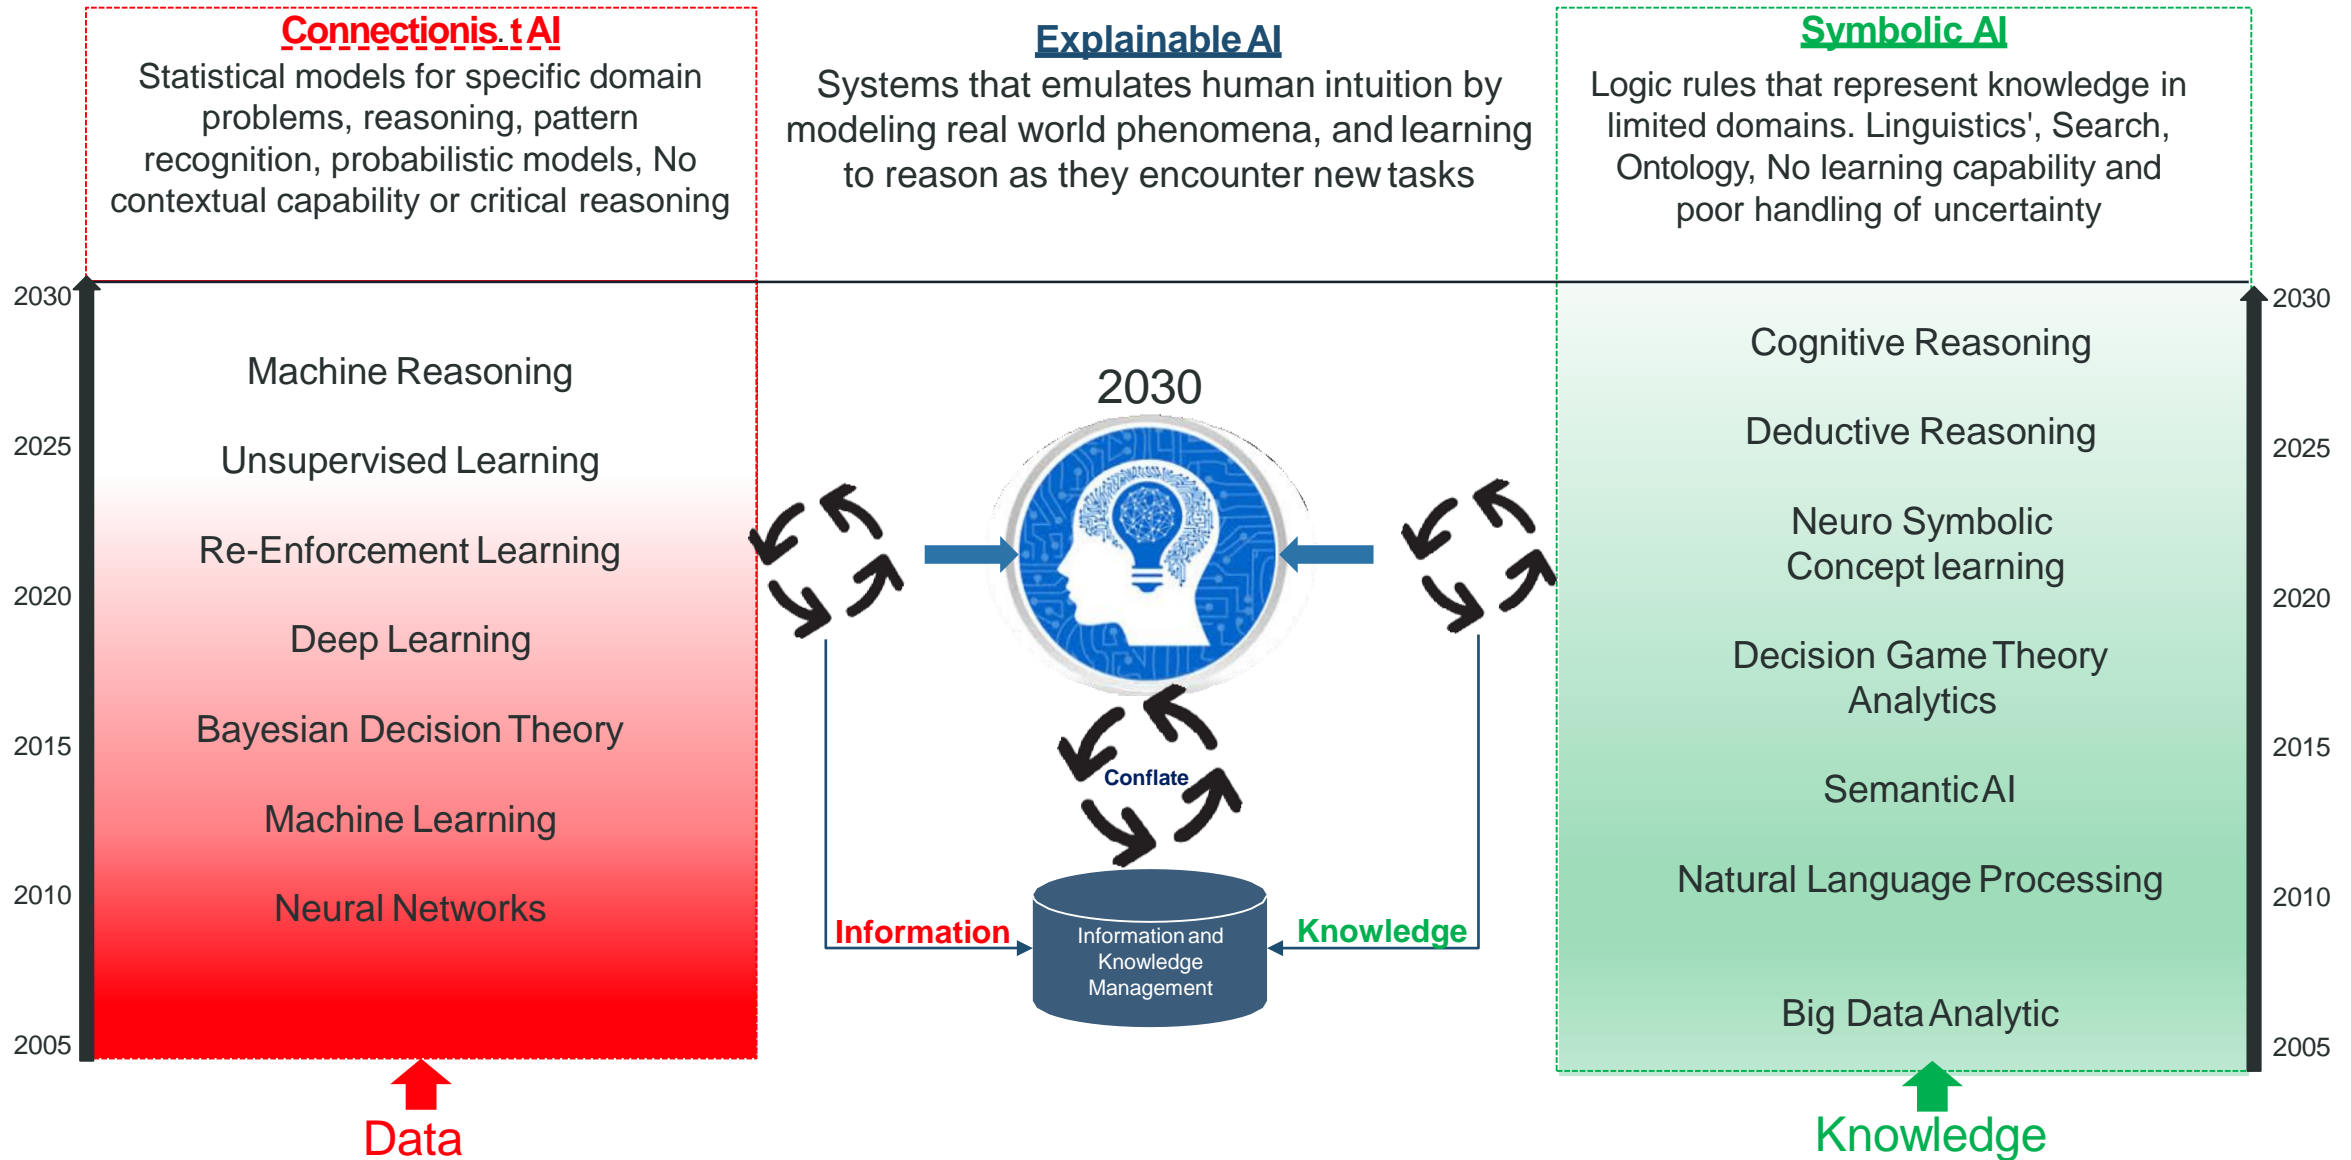 Connectionis.t AI
Statistical models for specific domain
problems, reasoning, pattern
recognition, probabilistic models, No
contextual capability or critical reasoning
Explainable AI
Systems that emulates human intuition by
modeling real world phenomena, and learning
to reason as they encounter new tasks
Symbolic AI
Logic rules that represent knowledge in
limited domains. Linguistics', Search,
Ontology, No learning capability and
poor handling of uncertainty
2030
2025
2020
2015
2010
2005
Machine Reasoning
Unsupervised Learning
Re-Enforcement Learning
Deep Learning
Bayesian Decision Theory
Machine Learning
Neural Networks
Data
2030
Conflate
Information
Information and
Knowledge
Management
Knowledge
Cognitive Reasoning
Deductive Reasoning
Neuro Symbolic
Concept learning
Decision Game Theory
Analytics
Semantic AI
Natural Language Processing
Big Data Analytic
Knowledge
2030
2025
2020
2015
2010
2005